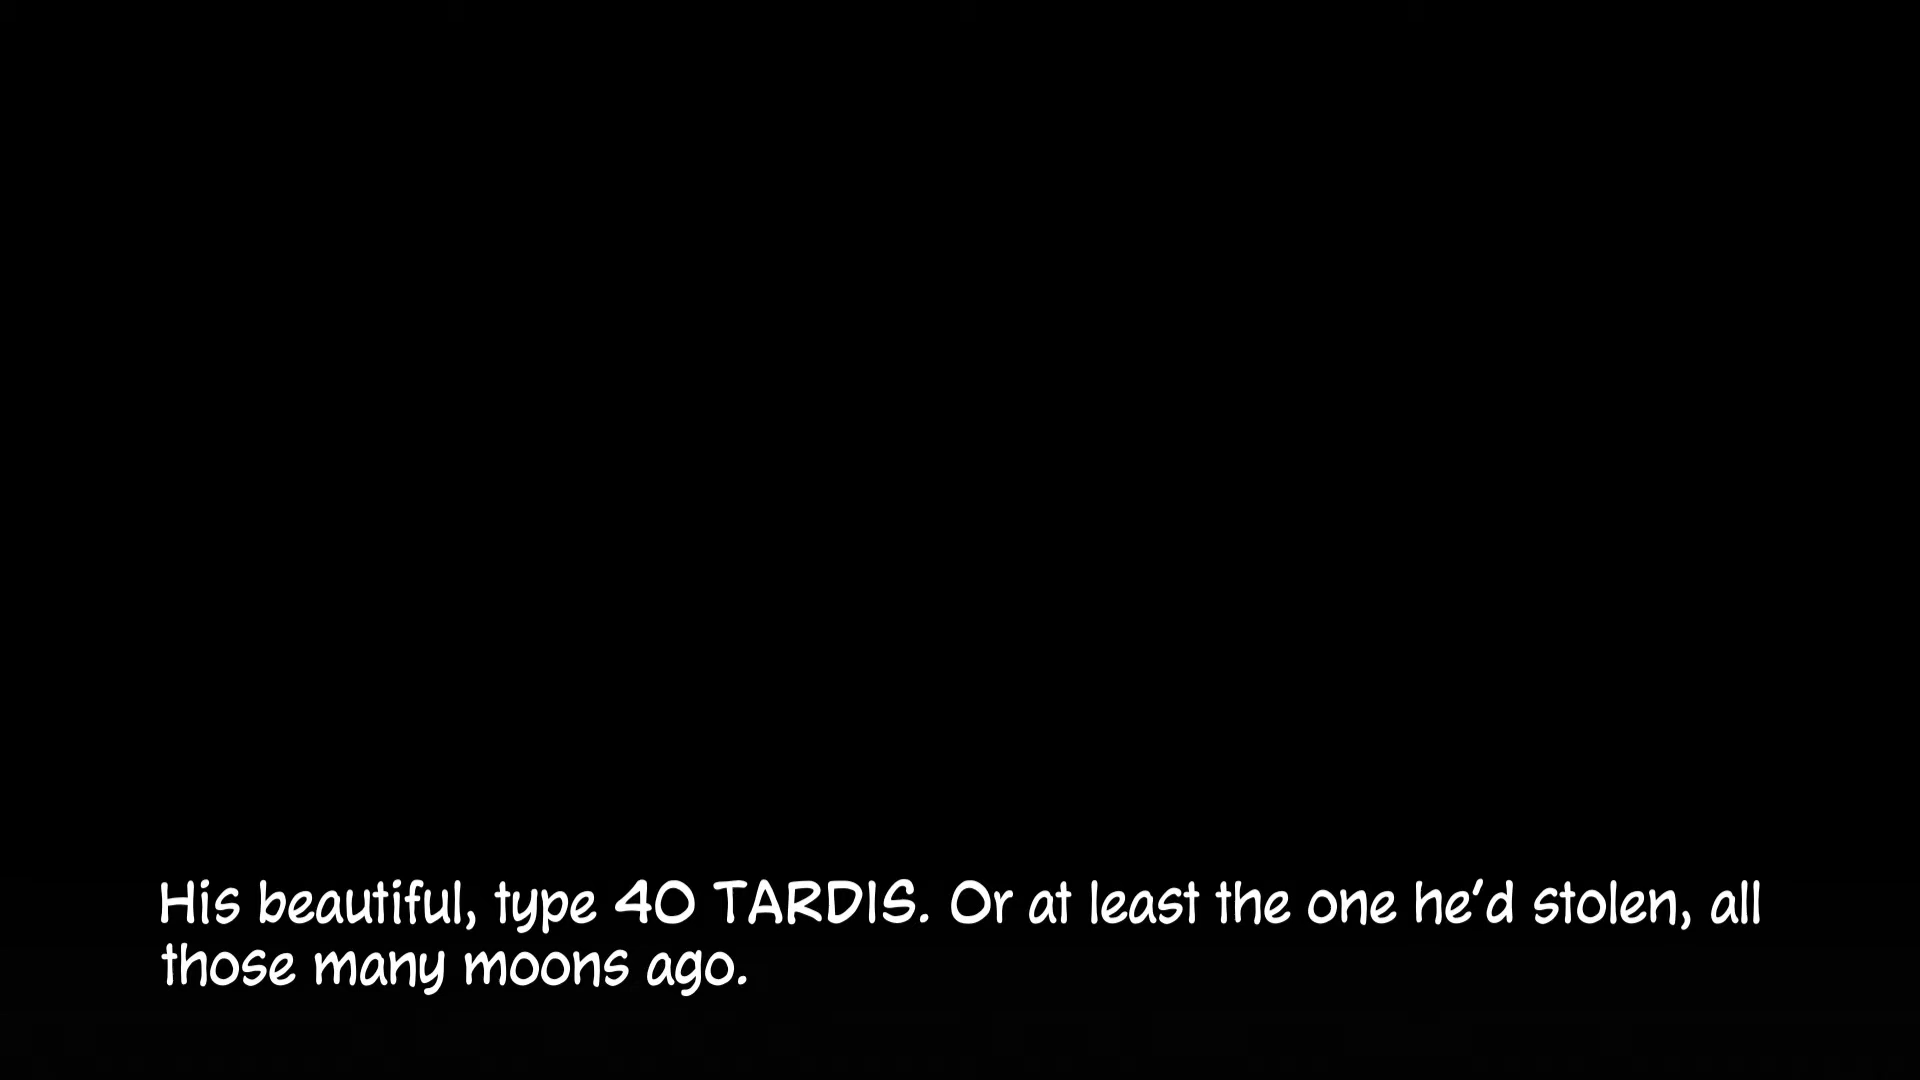 His beautiful, type 40 TARDIS. Or at least the one he'd stolen, all
those many moons ago.